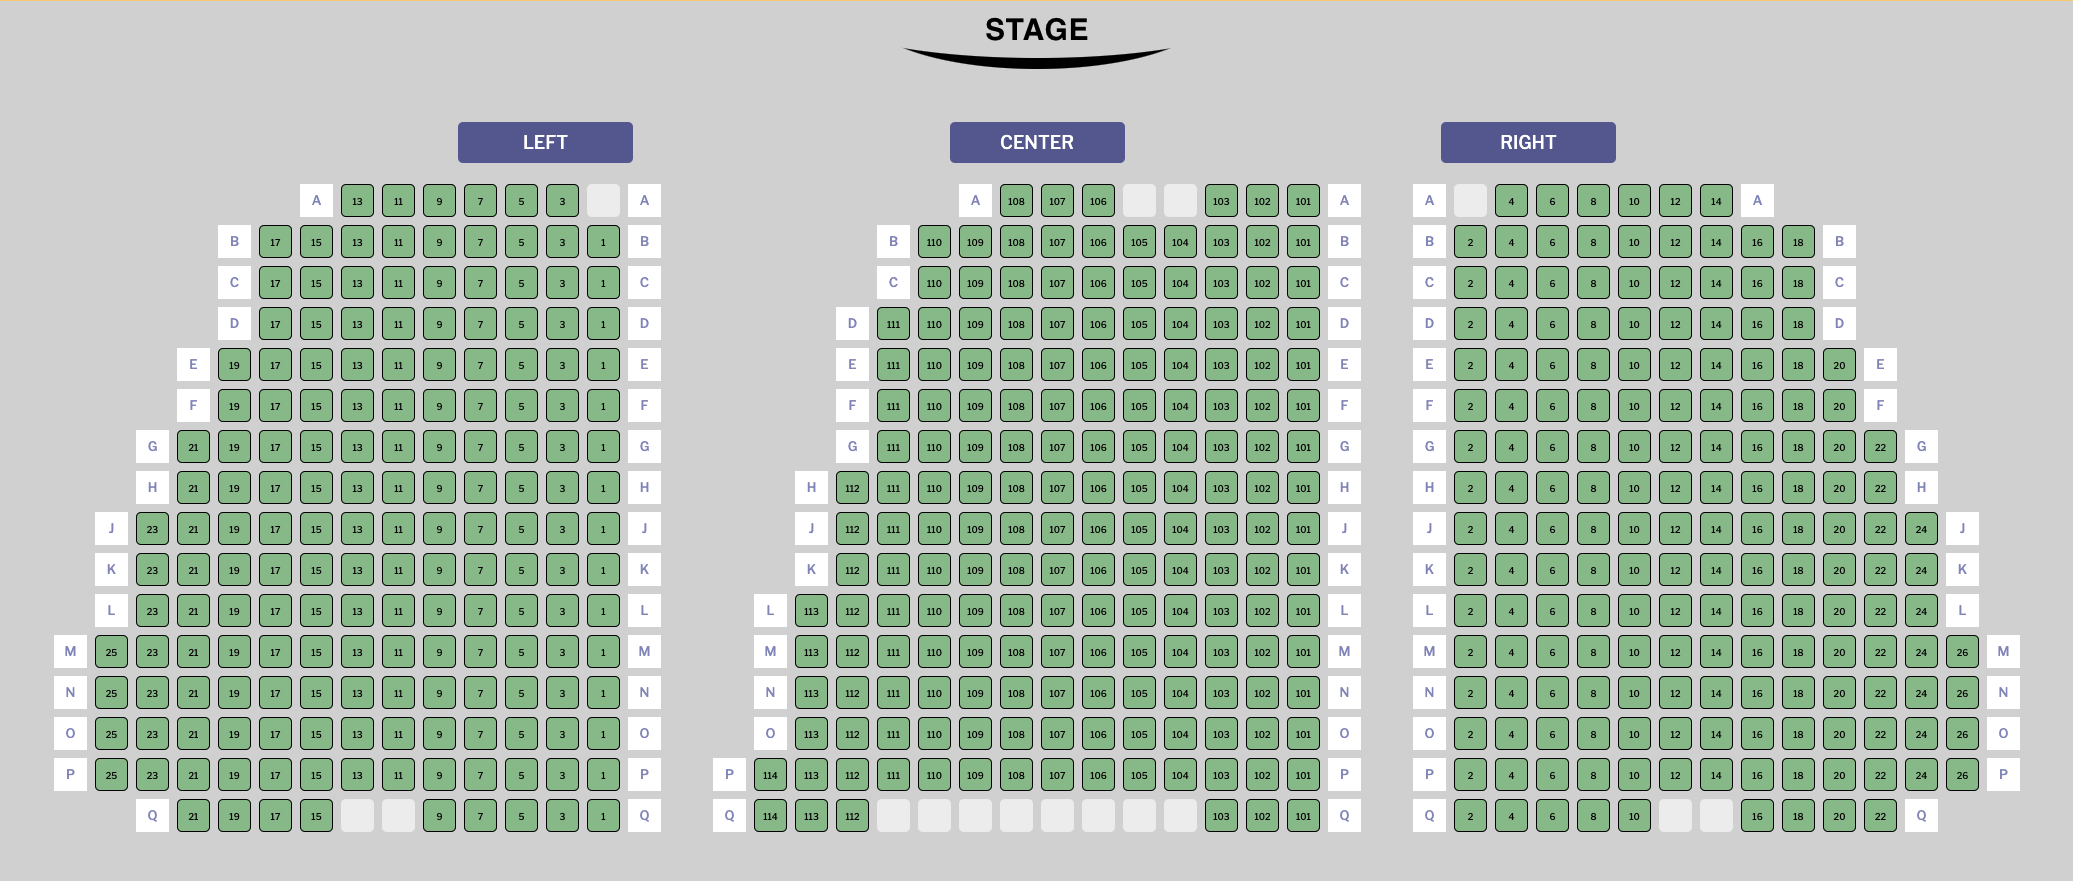 STAGE
LEFT CENTER RIGHT
A 13 11 9 7 5 3 A A 108 107 106 103 102 101 A A 4 6 8 10 12 14 A
B 17 15 13 11 9 7 5 3 1 B B 110 109 108 107 106 105 104 103 102 101 B B 2 4 6 8 10 12 14 16 18 B
C 17 15 13 11 9 7 5 3 1 C C 110 109 108 107 106 105 104 103 102 101 C C 2 4 6 8 10 12 14 16 18 C
D 17 15 13 11 9 7 5 3 1 D D 111 110 109 108 107 106 105 104 103 102 101 D D 2 4 6 8 10 12 14 16 18 D
E 19 17 15 13 11 9 7 5 3 1 E E 111 110 109 108 107 106 105 104 103 102 101 E E 2 4 6 8 10 12 14 16 18 20 E
F 19 17 15 13 11 9 7 5 3 1 F F 111 110 109 108 107 106 105 104 103 102 101 F F 2 4 6 8 10 12 14 16 18 20 F
G 21 19 17 15 13 11 9 7 5 3 1 G G 111 110 109 108 107 106 105 104 103 102 101 G G 2 4 6 8 10 12 14 16 18 20 22 G
H 21 19 17 15 13 11 9 7 5 3 1 H H 112 111 110 109 108 107 106 105 104 103 102 101 H H 2 4 6 8 10 12 14 16 18 20 22 H
J 23 21 19 17 15 13 11 9 7 5 3 1 J J 112 111 110 109 108 107 106 105 104 103 102 101 J J 2 4 6 8 10 12 14 16 18 20 22 24 J
K 23 21 19 17 15 13 11 9 7 5 3 1 K K 112 111 110 109 108 107 106 105 104 103 102 101 K K 2 4 6 8 10 12 14 16 18 20 22 24 K
L 23 21 19 17 15 13 11 9 7 5 3 1 L L 113 112 111 110 109 108 107 106 105 104 103 102 101 L L 2 4 6 8 10 12 14 16 18 20 22 24 L
M 25 23 21 19 17 15 13 11 9 7 5 3 1 M M 113 112 111 110 109 108 107 106 105 104 103 102 101 M M 2 4 6 8 10 12 14 16 18 20 22 24 26 M
N 25 23 21 19 17 15 13 11 9 7 5 3 1 N N 113 112 111 110 109 108 107 106 105 104 103 102 101 N N 2 4 6 8 10 12 14 16 18 20 22 24 26 N
O 25 23 21 19 17 15 13 11 9 7 5 3 1 O O 113 112 111 110 109 108 107 106 105 104 103 102 101 O O 2 4 6 8 10 12 14 16 18 20 22 24 26 O
P 25 23 21 19 17 15 13 11 9 7 5 3 1 P P 114 113 112 111 110 109 108 107 106 105 104 103 102 101 P P 2 4 6 8 10 12 14 16 18 20 22 24 26 P
Q 21 19 17 15 9 7 5 3 1 Q Q 114 113 112 103 102 101 Q Q 2 4 6 8 10 16 18 20 22 Q